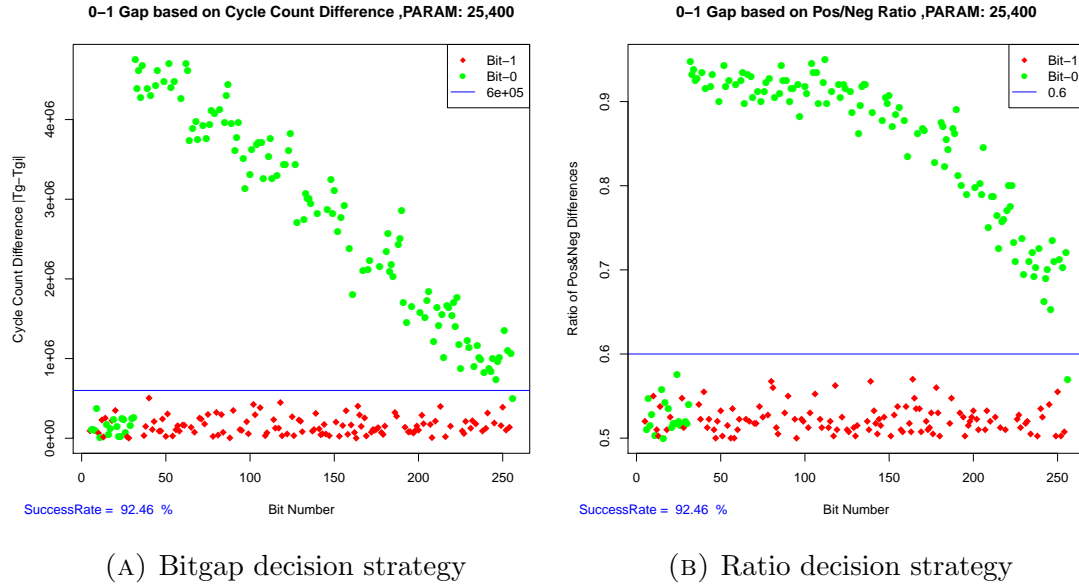 0−1 Gap based on Cycle Count Difference ,PARAM: 25,400
Bit−1
Bit−0
6e+05
Cycle Count Difference |Tg−Tgi|
4e+06
3e+06
2e+06
1e+06
0e+00
0 50 100 150 200 250
SuccessRate = 92.46 %
Bit Number
(A) Bitgap decision strategy
0−1 Gap based on Pos/Neg Ratio ,PARAM: 25,400
Bit−1
Bit−0
0.6
Ratio of Pos&Neg Differences
0.9
0.8
0.7
0.6
0.5
0 50 100 150 200 250
SuccessRate = 92.46 %
Bit Number
(B) Ratio decision strategy